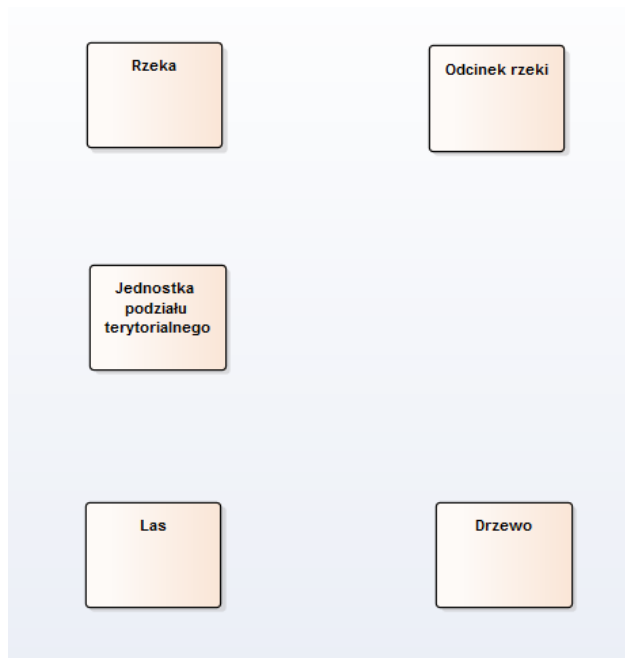 Rzeka
Odcinek rzeki
Jednostka
podziału
terytorialnego
Las
Drzewo